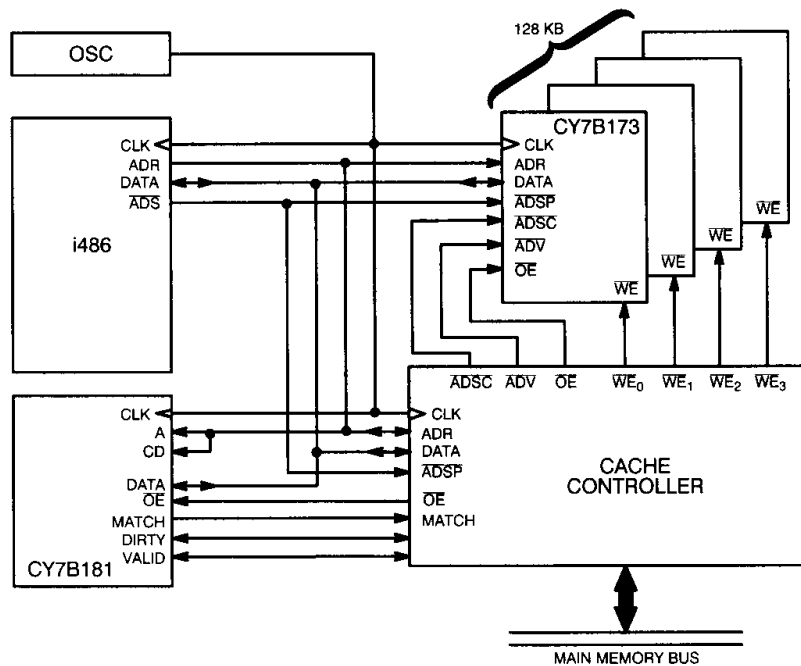 128 KB
OSC
CY7B173
CLK
ADR
DATA
ADS
i486
CLK
ADR
DATA
ADSP
ADSC
ADV
OE
WE
WE
WE
WE
ADSC ADV OE WE0 WE1 WE2 WE3
CLK
A
CD
DATA
OE
MATCH
DIRTY
VALID
CY7B181
CLK
ADR
DATA
ADSP
OE
MATCH
CACHE
CONTROLLER
MAIN MEMORY BUS